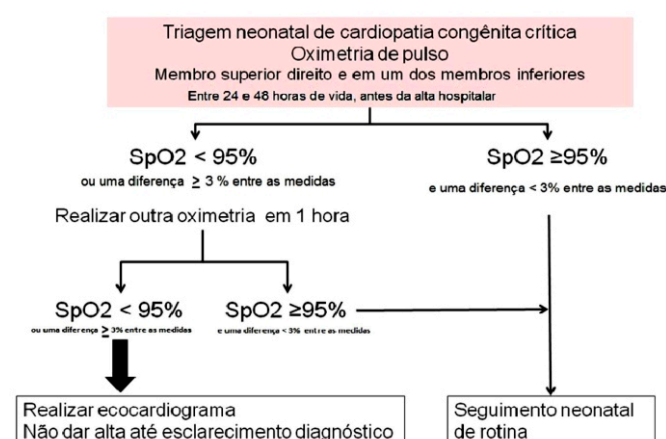 Triagem neonatal de cardiopatia congênita crítica
Oximetria de pulso
Membro superior direito e em um dos membros inferiores
Entre 24 e 48 horas de vida, antes da alta hospitalar
SpO2 < 95%
ou uma diferença ≥ 3 % entre as medidas
SpO2 ≥95%
e uma diferença < 3% entre as medidas
Realizar outra oximetria em 1 hora
SpO2 < 95%
ou uma diferença ≥ 3% entre as medidas
SpO2 ≥95%
e uma diferença < 3% entre as medidas
Realizar ecocardiograma
Não dar alta até esclarecimento diagnóstico
Seguimento neonatal
de rotina